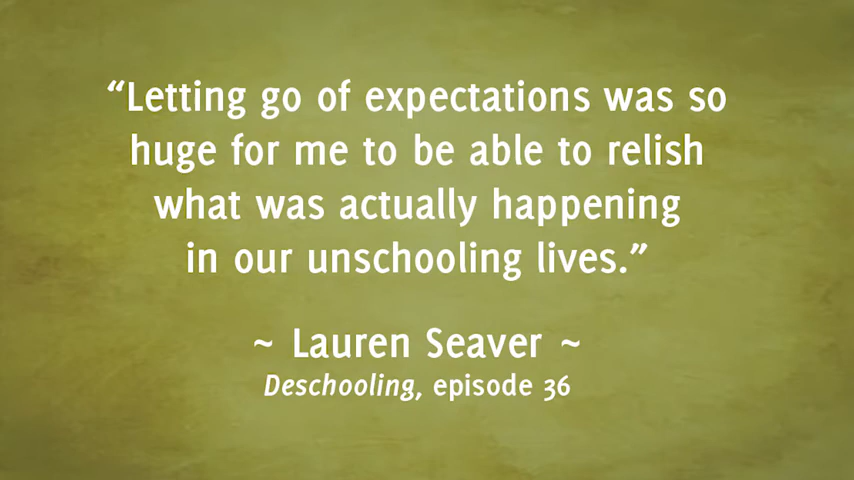 “Letting go of expectations was so
huge for me to be able to relish
what was actually happening
in our unschooling lives.”
~ Lauren Seaver ~
Deschooling, episode 36